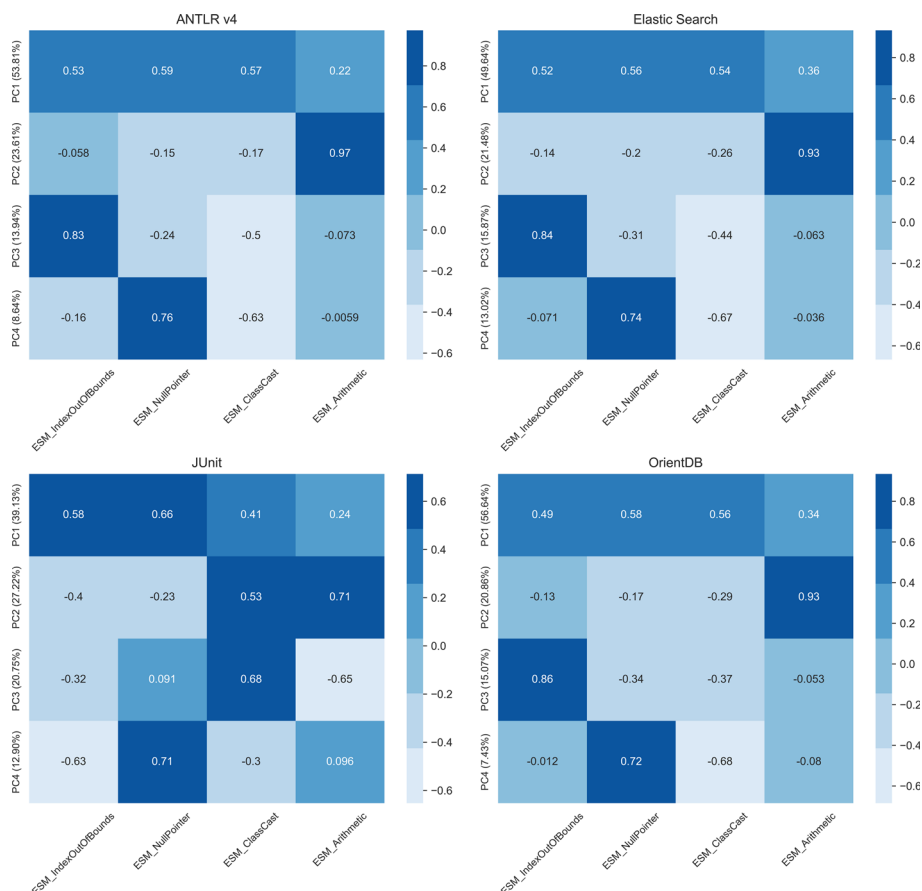 ANTLR v4
PC1 (53.81%)
0.53 0.59 0.57 0.22
PC2 (23.61%)
-0.058 -0.15 -0.17 0.97
PC3 (13.94%)
0.83 -0.24 -0.5 -0.073
PC4 (8.64%)
-0.16 0.76 -0.63 -0.0059
ESM_IndexOutOfBounds
ESM_NullPointer
ESM_ClassCast
ESM_Arithmetic
0.8
0.6
0.4
0.2
0.0
−0.2
−0.4
−0.6
Elastic Search
PC1 (49.64%)
0.52 0.56 0.54 0.36
PC2 (21.48%)
-0.14 -0.2 -0.26 0.93
PC3 (15.87%)
0.84 -0.31 -0.44 -0.063
PC4 (13.02%)
-0.071 0.74 -0.67 -0.036
ESM_IndexOutOfBounds
ESM_NullPointer
ESM_ClassCast
ESM_Arithmetic
0.8
0.6
0.4
0.2
0.0
−0.2
−0.4
−0.6
JUnit
PC1 (39.13%)
0.58 0.66 0.41 0.24
PC2 (27.22%)
-0.4 -0.23 0.53 0.71
PC3 (20.75%)
-0.32 0.091 0.68 -0.65
PC4 (12.90%)
-0.63 0.71 -0.3 0.096
ESM_IndexOutOfBounds
ESM_NullPointer
ESM_ClassCast
ESM_Arithmetic
0.6
0.4
0.2
0.0
−0.2
−0.4
−0.6
OrientDB
PC1 (56.64%)
0.49 0.58 0.56 0.34
PC2 (20.86%)
-0.13 -0.17 -0.29 0.93
PC3 (15.07%)
0.86 -0.34 -0.37 -0.053
PC4 (7.43%)
-0.012 0.72 -0.68 -0.08
ESM_IndexOutOfBounds
ESM_NullPointer
ESM_ClassCast
ESM_Arithmetic
0.8
0.6
0.4
0.2
0.0
−0.2
−0.4
−0.6